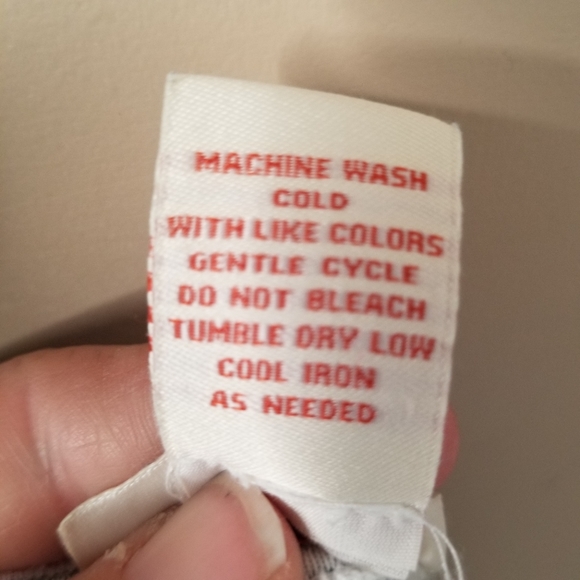 MACHINE WASH
COLD
WITH LIKE COLORS
GENTLE CYCLE
DO NOT BLEACH
TUMBLE DRY LOW
COOL IRON
AS NEEDED